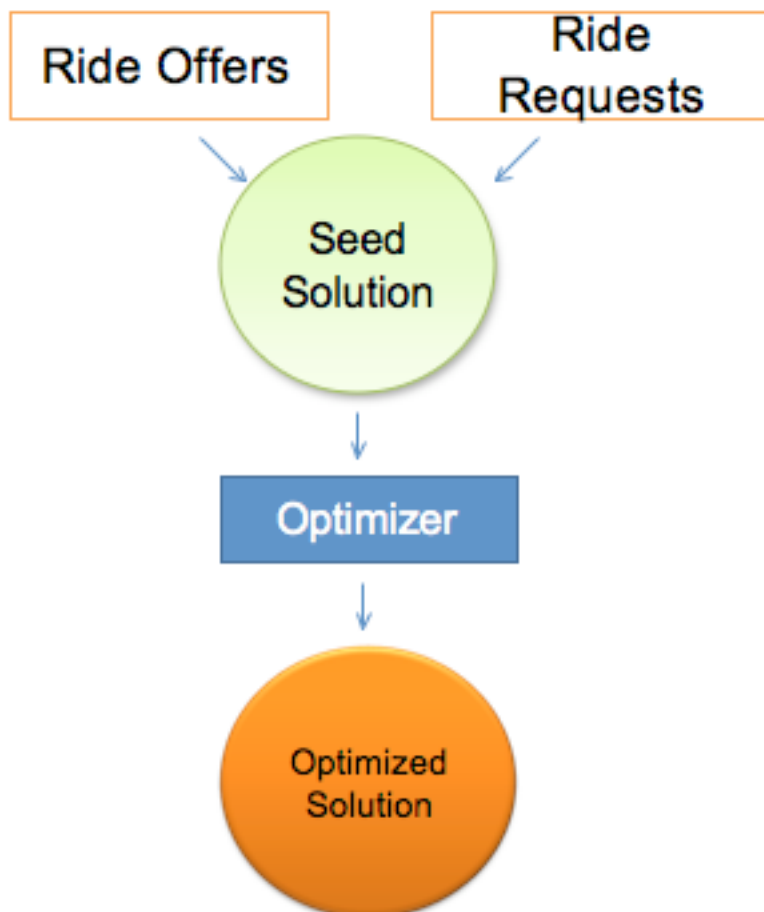 Ride Offers
Ride
Requests
Seed
Solution
Optimizer
Optimized
Solution